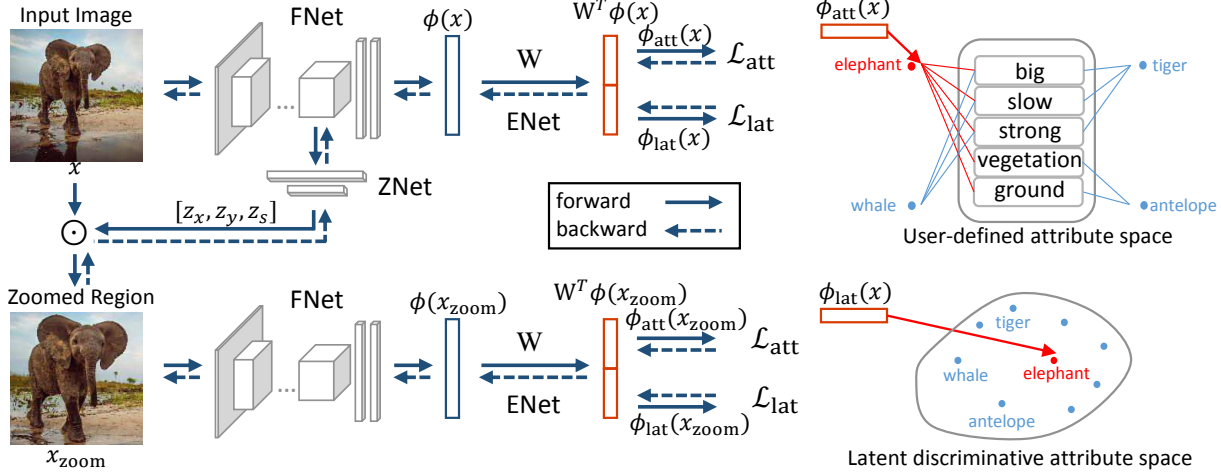 Input Image
FNet
ϕ(x)
W^T ϕ(x)
ϕ_att(x)
ℒ_att
W
ENet
ϕ_lat(x)
ℒ_lat
x
ZNet
[z_x, z_y, z_s]
forward
backward
Zoomed Region
FNet
ϕ(x_zoom)
W^T ϕ(x_zoom)
ϕ_att(x_zoom)
ℒ_att
W
ENet
ϕ_lat(x_zoom)
ℒ_lat
x_zoom
ϕ_att(x)
elephant
big
slow
strong
vegetation
ground
tiger
whale
antelope
User-defined attribute space
ϕ_lat(x)
tiger
whale
elephant
antelope
Latent discriminative attribute space